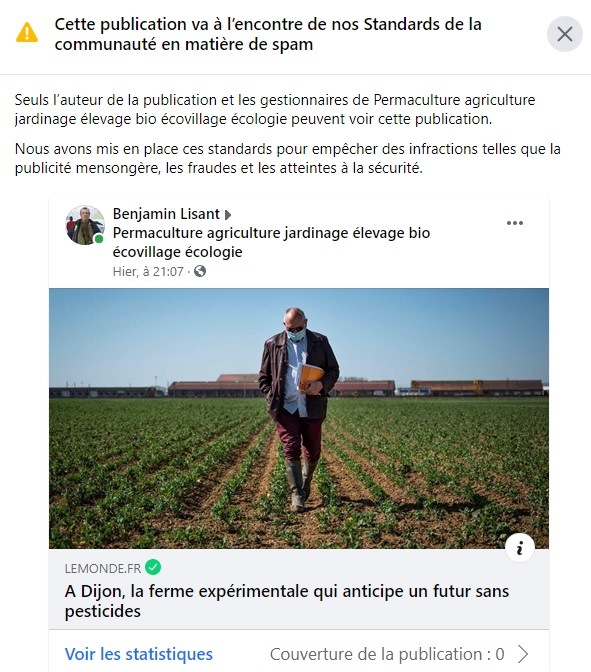 Cette publication va à l’encontre de nos Standards de la
communauté en matière de spam
Seuls l’auteur de la publication et les gestionnaires de Permaculture agriculture
jardinage élevage bio écovillage écologie peuvent voir cette publication.
Nous avons mis en place ces standards pour empêcher des infractions telles que la
publicité mensongère, les fraudes et les atteintes à la sécurité.
Benjamin Lisant
Permaculture agriculture jardinage élevage bio
écovillage écologie
Hier, à 21:07 ·
LEMONDE.FR
A Dijon, la ferme expérimentale qui anticipe un futur sans
pesticides
Voir les statistiques Couverture de la publication : 0